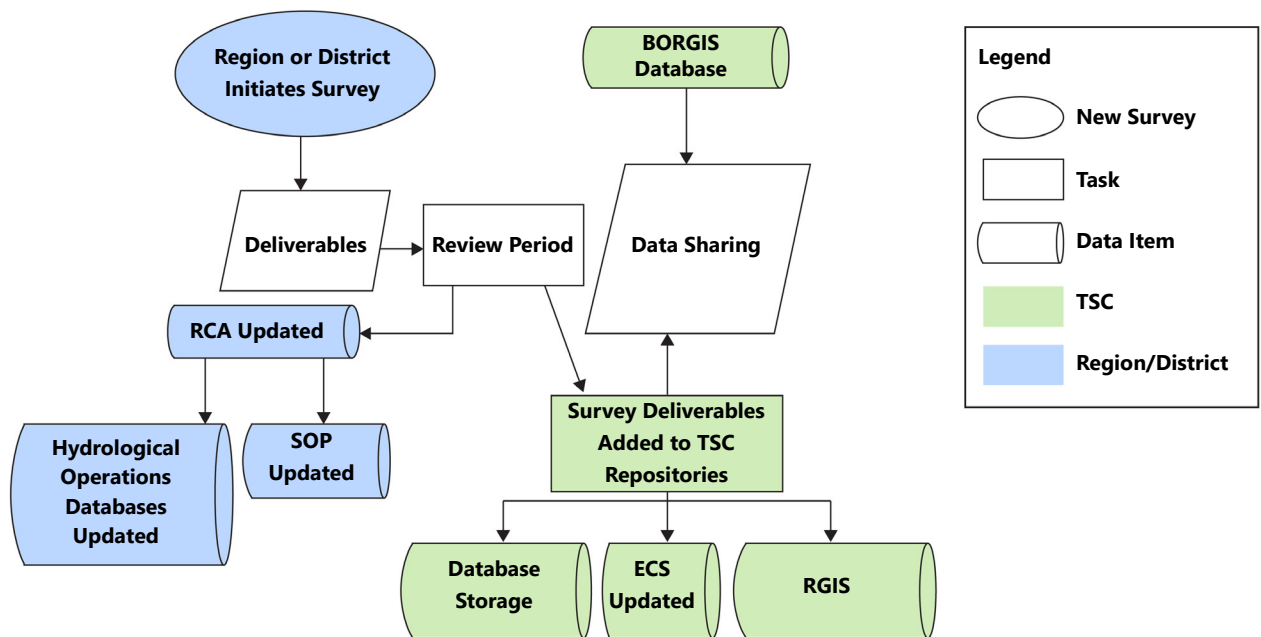 Region or District
Initiates Survey
BORGIS
Database
Deliverables
Review Period
Data Sharing
RCA Updated
Hydrological
Operations
Databases
Updated
SOP
Updated
Survey Deliverables
Added to TSC
Repositories
Database
Storage
ECS
Updated
RGIS
Legend
New Survey
Task
Data Item
TSC
Region/District